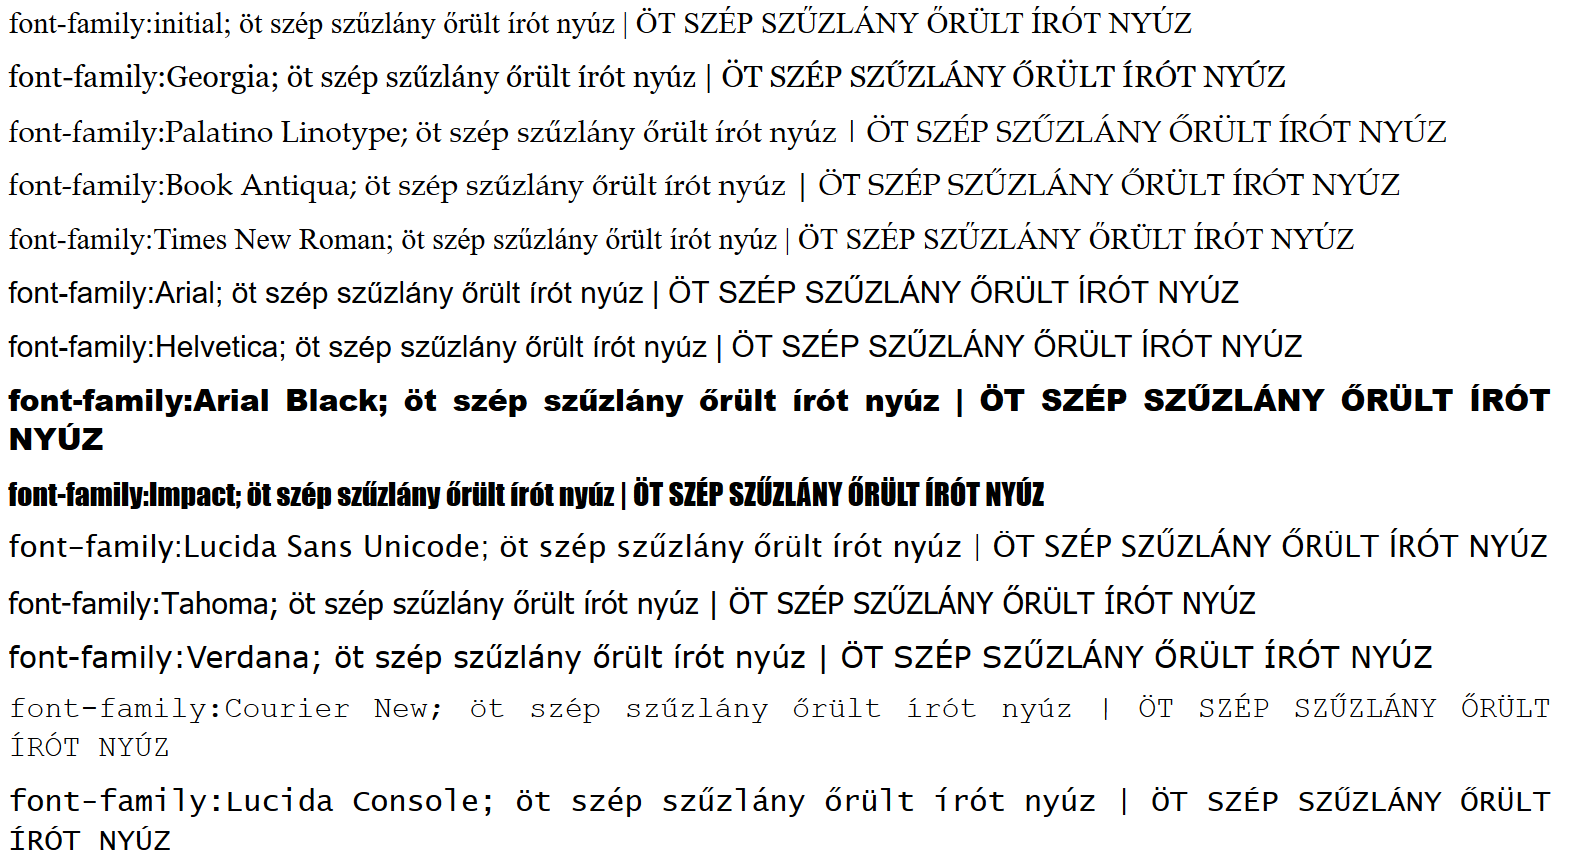 font-family:initial; öt szép szűzlány őrült írót nyúz | ÖT SZÉP SZŰZLÁNY ŐRÜLT ÍRÓT NYÚZ
font-family:Georgia; öt szép szűzlány őrült írót nyúz | ÖT SZÉP SZŰZLÁNY ŐRÜLT ÍRÓT NYÚZ
font-family:Palatino Linotype; öt szép szűzlány őrült írót nyúz | ÖT SZÉP SZŰZLÁNY ŐRÜLT ÍRÓT NYÚZ
font-family:Book Antiqua; öt szép szűzlány őrült írót nyúz | ÖT SZÉP SZŰZLÁNY ŐRÜLT ÍRÓT NYÚZ
font-family:Times New Roman; öt szép szűzlány őrült írót nyúz | ÖT SZÉP SZŰZLÁNY ŐRÜLT ÍRÓT NYÚZ
font-family:Arial; öt szép szűzlány őrült írót nyúz | ÖT SZÉP SZŰZLÁNY ŐRÜLT ÍRÓT NYÚZ
font-family:Helvetica; öt szép szűzlány őrült írót nyúz | ÖT SZÉP SZŰZLÁNY ŐRÜLT ÍRÓT NYÚZ
font-family:Arial Black; öt szép szűzlány őrült írót nyúz | ÖT SZÉP SZŰZLÁNY ŐRÜLT ÍRÓT
NYÚZ
font-family:Impact; öt szép szűzlány őrült írót nyúz | ÖT SZÉP SZŰZLÁNY ŐRÜLT ÍRÓT NYÚZ
font-family:Lucida Sans Unicode; öt szép szűzlány őrült írót nyúz | ÖT SZÉP SZŰZLÁNY ŐRÜLT ÍRÓT NYÚZ
font-family:Tahoma; öt szép szűzlány őrült írót nyúz | ÖT SZÉP SZŰZLÁNY ŐRÜLT ÍRÓT NYÚZ
font-family:Verdana; öt szép szűzlány őrült írót nyúz | ÖT SZÉP SZŰZLÁNY ŐRÜLT ÍRÓT NYÚZ
font-family:Courier New; öt szép szűzlány őrült írót nyúz | ÖT SZÉP SZŰZLÁNY ŐRÜLT
ÍRÓT NYÚZ
font-family:Lucida Console; öt szép szűzlány őrült írót nyúz | ÖT SZÉP SZŰZLÁNY ŐRÜLT
ÍRÓT NYÚZ